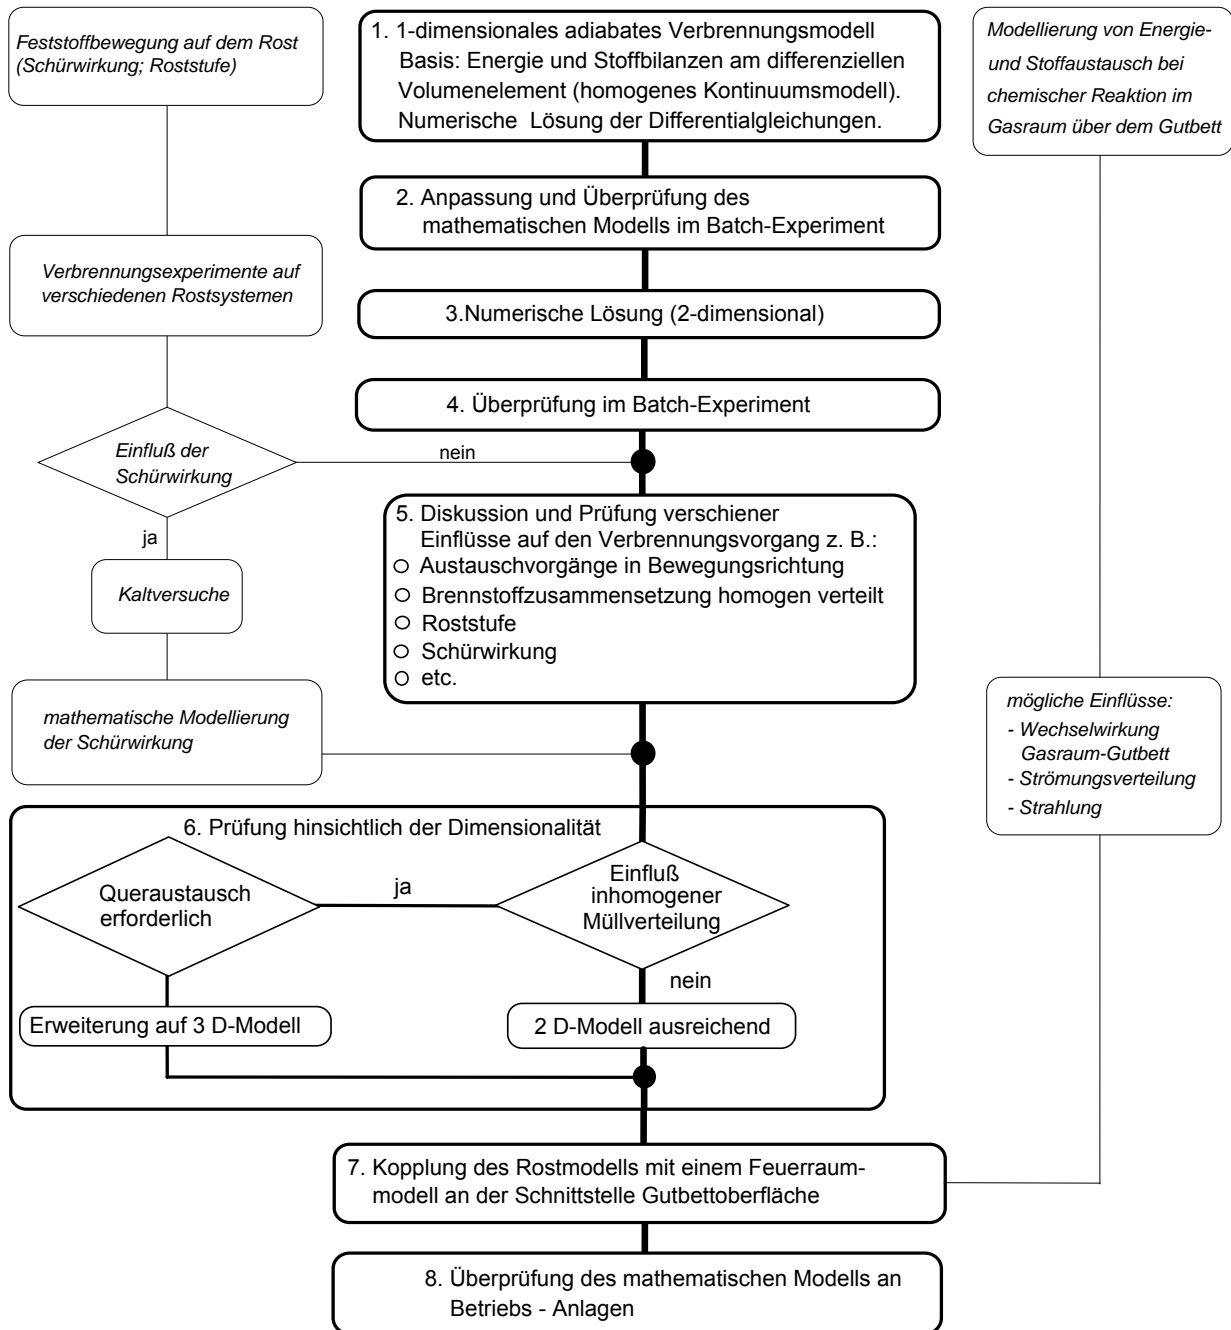 Feststoffbewegung auf dem Rost
(Schürwirkung; Roststufe)
1. 1-dimensionales adiabates Verbrennungsmodell
Basis: Energie und Stoffbilanzen am differenziellen
Volumenelement (homogenes Kontinuumsmodell).
Numerische Lösung der Differentialgleichungen.
Modellierung von Energie-
und Stoffaustausch bei
chemischer Reaktion im
Gasraum über dem Gutbett
2. Anpassung und Überprüfung des
mathematischen Modells im Batch-Experiment
Verbrennungsexperimente auf
verschiedenen Rostsystemen
3.Numerische Lösung (2-dimensional)
4. Überprüfung im Batch-Experiment
Einfluß der
Schürwirkung
nein
ja
5. Diskussion und Prüfung verschiener
Einflüsse auf den Verbrennungsvorgang z. B.:
Austauschvorgänge in Bewegungsrichtung
Brennstoffzusammensetzung homogen verteilt
Roststufe
Schürwirkung
etc.
Kaltversuche
mathematische Modellierung
der Schürwirkung
mögliche Einflüsse:
- Wechselwirkung
Gasraum-Gutbett
- Strömungsverteilung
- Strahlung
6. Prüfung hinsichtlich der Dimensionalität
Queraustausch
erforderlich
ja
Einfluß
inhomogener
Müllverteilung
nein
Erweiterung auf 3 D-Modell
2 D-Modell ausreichend
7. Kopplung des Rostmodells mit einem Feuerraum-
modell an der Schnittstelle Gutbettoberfläche
8. Überprüfung des mathematischen Modells an
Betriebs - Anlagen